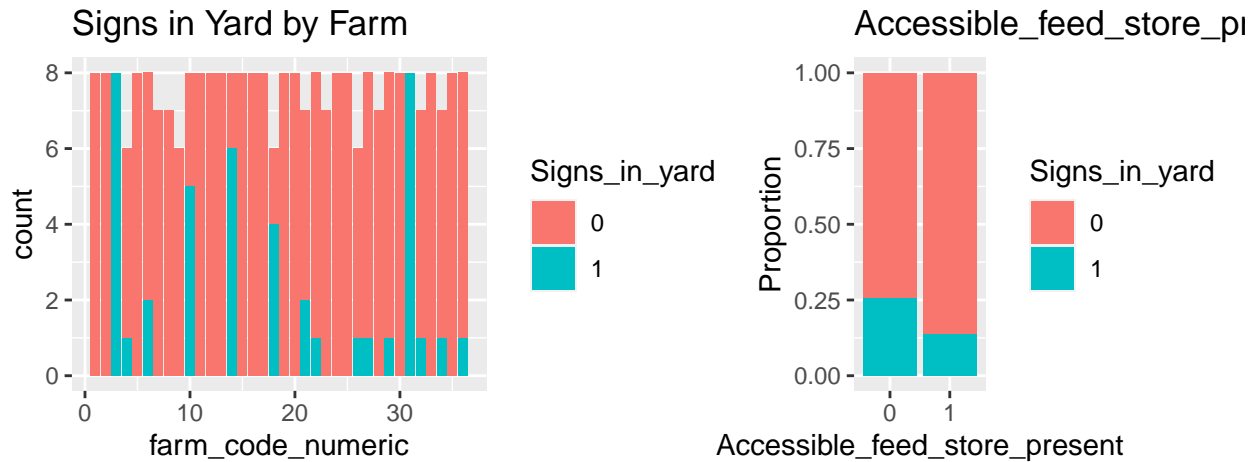 Signs in Yard by Farm
count
8
6
4
2
0
0
10
20
30
farm_code_numeric
Signs_in_yard
0
1
Accessible_feed_store_pr
Proportion
1.00
0.75
0.50
0.25
0.00
0
1
Accessible_feed_store_present
Signs_in_yard
0
1